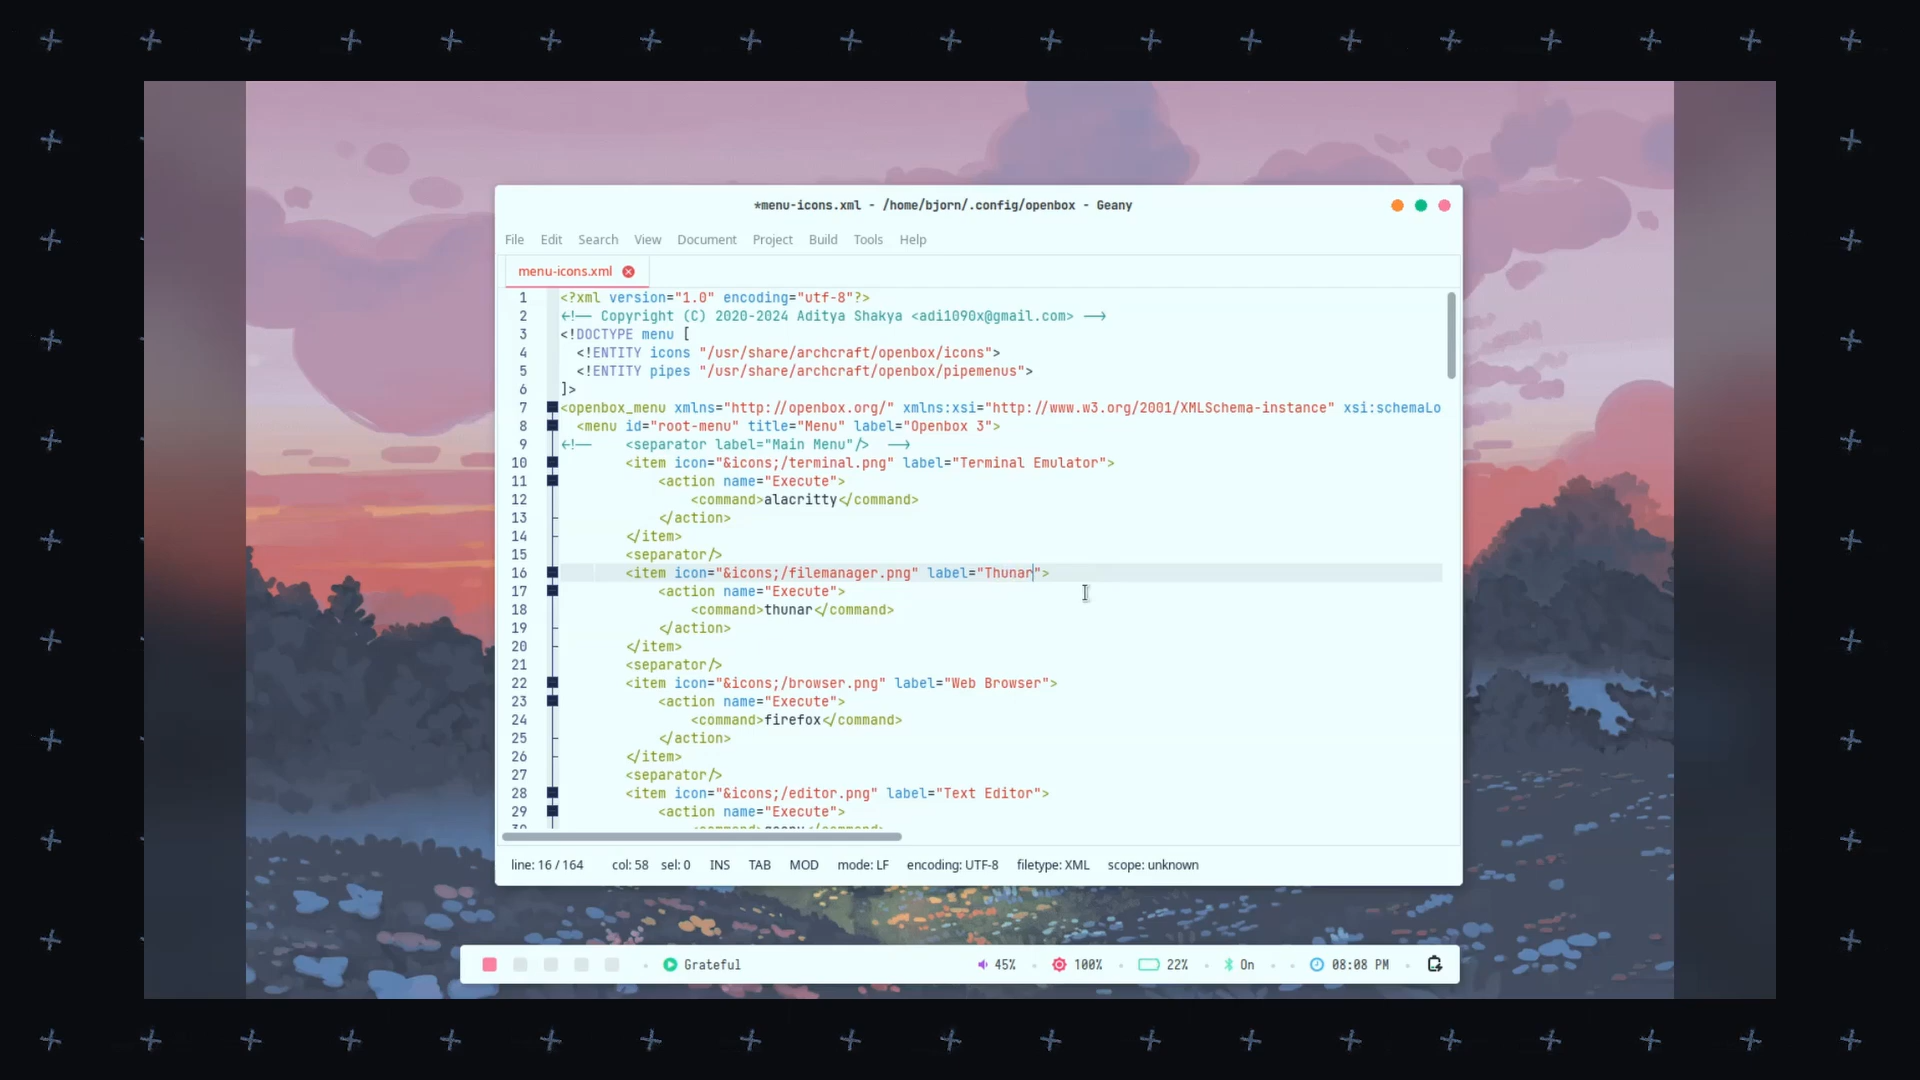 *menu-icons.xml - /home/bjorn/.config/openbox - Geany
File Edit Search View Document Project Build Tools Help
menu-icons.xml
1 <?xml version="1.0" encoding="utf-8"?>
2 <!-- Copyright (C) 2020-2024 Aditya Shakya <adi1090x@gmail.com> -->
3 <!DOCTYPE menu [
4 <!ENTITY icons "/usr/share/archcraft/openbox/icons">
5 <!ENTITY pipes "/usr/share/archcraft/openbox/pipemenus">
6 ]>
7 <openbox_menu xmlns="http://openbox.org/" xmlns:xsi="http://www.w3.org/2001/XMLSchema-instance" xsi:schemaLo
8 <menu id="root-menu" title="Menu" label="Openbox 3">
9 <!-- <separator label="Main Menu"/> -->
10 <item icon="&icons;/terminal.png" label="Terminal Emulator">
11 <action name="Execute">
12 <command>alacritty</command>
13 </action>
14 </item>
15 <separator/>
16 <item icon="&icons;/filemanager.png" label="Thunar">
17 <action name="Execute">
18 <command>thunar</command>
19 </action>
20 </item>
21 <separator/>
22 <item icon="&icons;/browser.png" label="Web Browser">
23 <action name="Execute">
24 <command>firefox</command>
25 </action>
26 </item>
27 <separator/>
28 <item icon="&icons;/editor.png" label="Text Editor">
29 <action name="Execute">
line: 16 / 164 col: 58 sel: 0 INS TAB MOD mode: LF encoding: UTF-8 filetype: XML scope: unknown
Grateful 45% 100% 22% On 08:08 PM